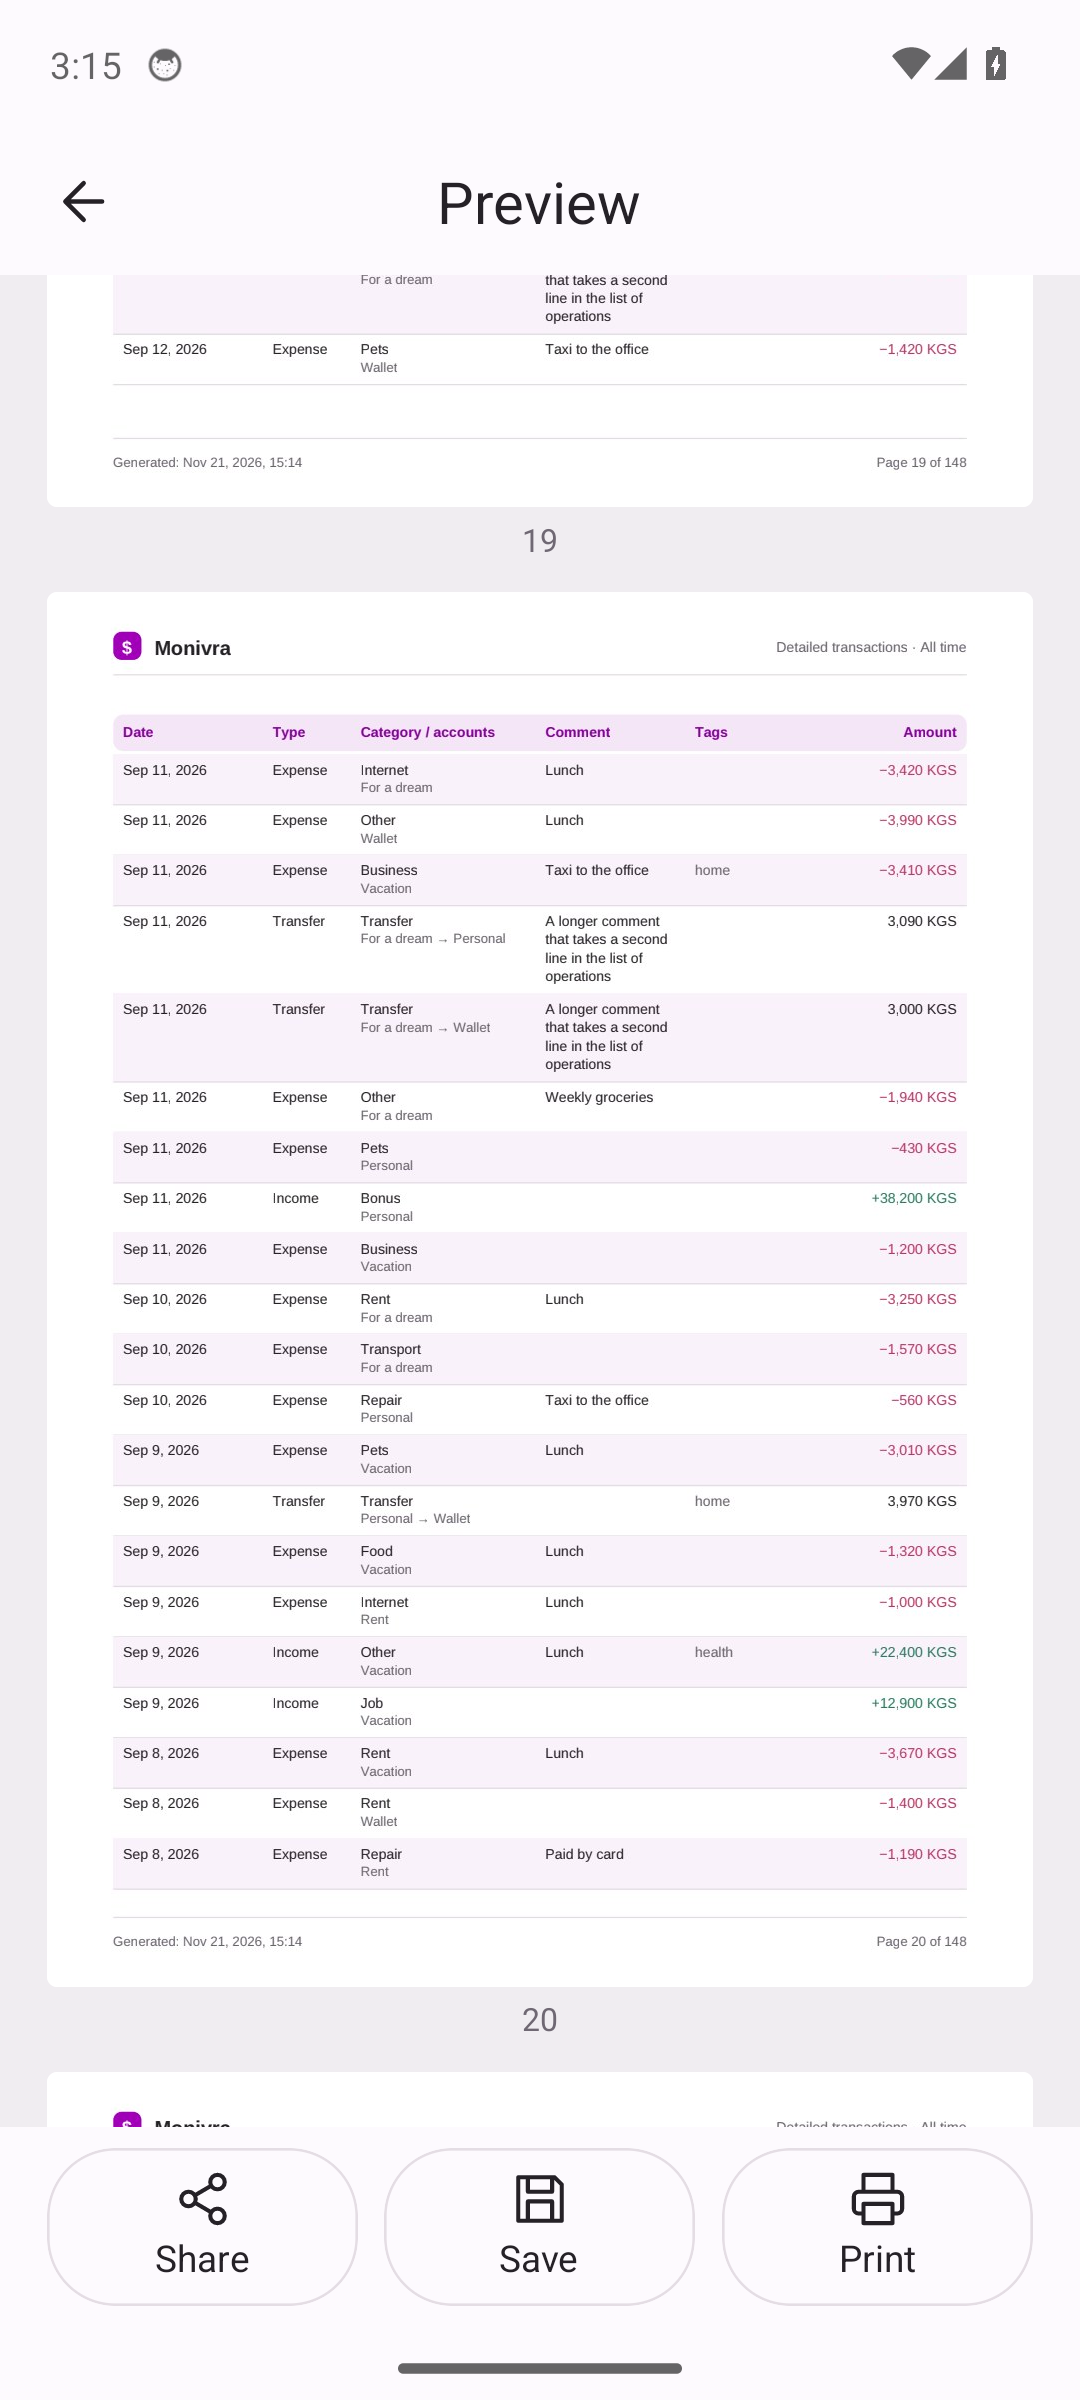 3:15
Preview
For a dream that takes a second
line in the list of
operations
Sep 12, 2026 Expense Pets Taxi to the office −1,420 KGS
Wallet
Generated: Nov 21, 2026, 15:14 Page 19 of 148
19
$ Monivra Detailed transactions · All time
Date Type Category / accounts Comment Tags Amount
Sep 11, 2026 Expense Internet Lunch −3,420 KGS
For a dream
Sep 11, 2026 Expense Other Lunch −3,990 KGS
Wallet
Sep 11, 2026 Expense Business Taxi to the office home −3,410 KGS
Vacation
Sep 11, 2026 Transfer Transfer A longer comment 3,090 KGS
For a dream → Personal that takes a second
line in the list of
operations
Sep 11, 2026 Transfer Transfer A longer comment 3,000 KGS
For a dream → Wallet that takes a second
line in the list of
operations
Sep 11, 2026 Expense Other Weekly groceries −1,940 KGS
For a dream
Sep 11, 2026 Expense Pets −430 KGS
Personal
Sep 11, 2026 Income Bonus +38,200 KGS
Personal
Sep 11, 2026 Expense Business −1,200 KGS
Vacation
Sep 10, 2026 Expense Rent Lunch −3,250 KGS
For a dream
Sep 10, 2026 Expense Transport −1,570 KGS
For a dream
Sep 10, 2026 Expense Repair Taxi to the office −560 KGS
Personal
Sep 9, 2026 Expense Pets Lunch −3,010 KGS
Vacation
Sep 9, 2026 Transfer Transfer home 3,970 KGS
Personal → Wallet
Sep 9, 2026 Expense Food Lunch −1,320 KGS
Vacation
Sep 9, 2026 Expense Internet Lunch −1,000 KGS
Rent
Sep 9, 2026 Income Other Lunch health +22,400 KGS
Vacation
Sep 9, 2026 Income Job +12,900 KGS
Vacation
Sep 8, 2026 Expense Rent Lunch −3,670 KGS
Vacation
Sep 8, 2026 Expense Rent −1,400 KGS
Wallet
Sep 8, 2026 Expense Repair Paid by card −1,190 KGS
Rent
Generated: Nov 21, 2026, 15:14 Page 20 of 148
20
$ Monivra Detailed transactions · All time
Share Save Print